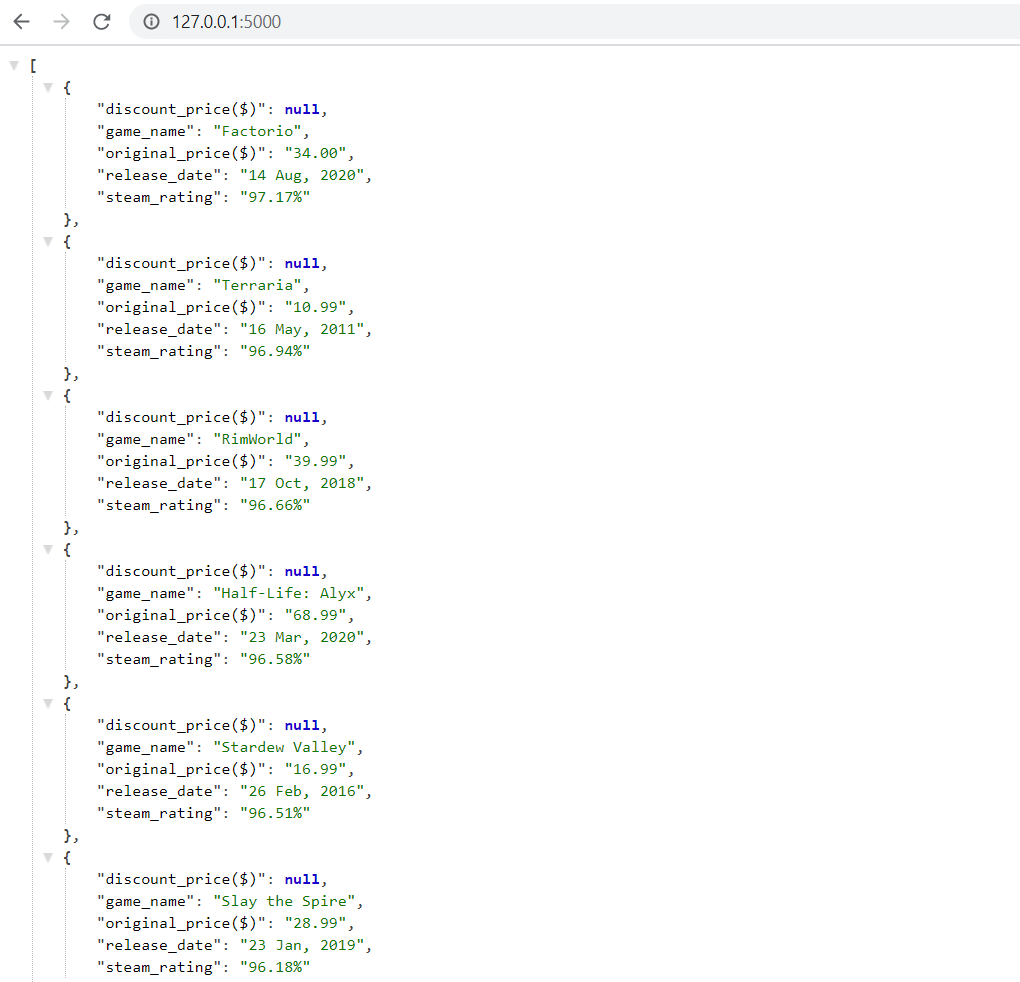 127.0.0.1:5000
[
{
"discount_price($)": null,
"game_name": "Factorio",
"original_price($)": "34.00",
"release_date": "14 Aug, 2020",
"steam_rating": "97.17%"
},
{
"discount_price($)": null,
"game_name": "Terraria",
"original_price($)": "10.99",
"release_date": "16 May, 2011",
"steam_rating": "96.94%"
},
{
"discount_price($)": null,
"game_name": "RimWorld",
"original_price($)": "39.99",
"release_date": "17 Oct, 2018",
"steam_rating": "96.66%"
},
{
"discount_price($)": null,
"game_name": "Half-Life: Alyx",
"original_price($)": "68.99",
"release_date": "23 Mar, 2020",
"steam_rating": "96.58%"
},
{
"discount_price($)": null,
"game_name": "Stardew Valley",
"original_price($)": "16.99",
"release_date": "26 Feb, 2016",
"steam_rating": "96.51%"
},
{
"discount_price($)": null,
"game_name": "Slay the Spire",
"original_price($)": "28.99",
"release_date": "23 Jan, 2019",
"steam_rating": "96.18%"